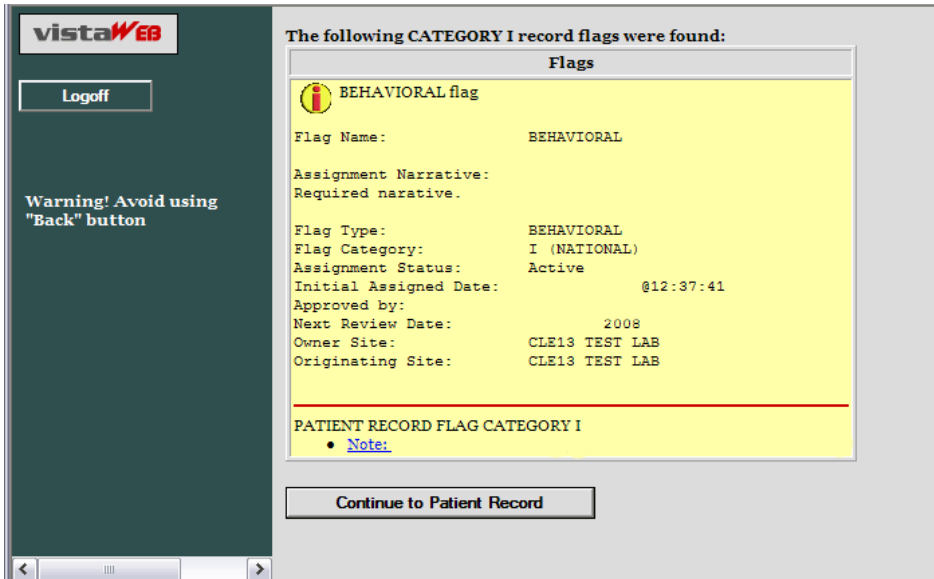 vistaWEB
Logoff
Warning! Avoid using
"Back" button
The following CATEGORY I record flags were found:
Flags
BEHAVIORAL flag
Flag Name: BEHAVIORAL
Assignment Narrative:
Required narative.
Flag Type: BEHAVIORAL
Flag Category: I (NATIONAL)
Assignment Status: Active
Initial Assigned Date: @12:37:41
Approved by:
Next Review Date: 2008
Owner Site: CLE13 TEST LAB
Originating Site: CLE13 TEST LAB
PATIENT RECORD FLAG CATEGORY I
• Note:
Continue to Patient Record